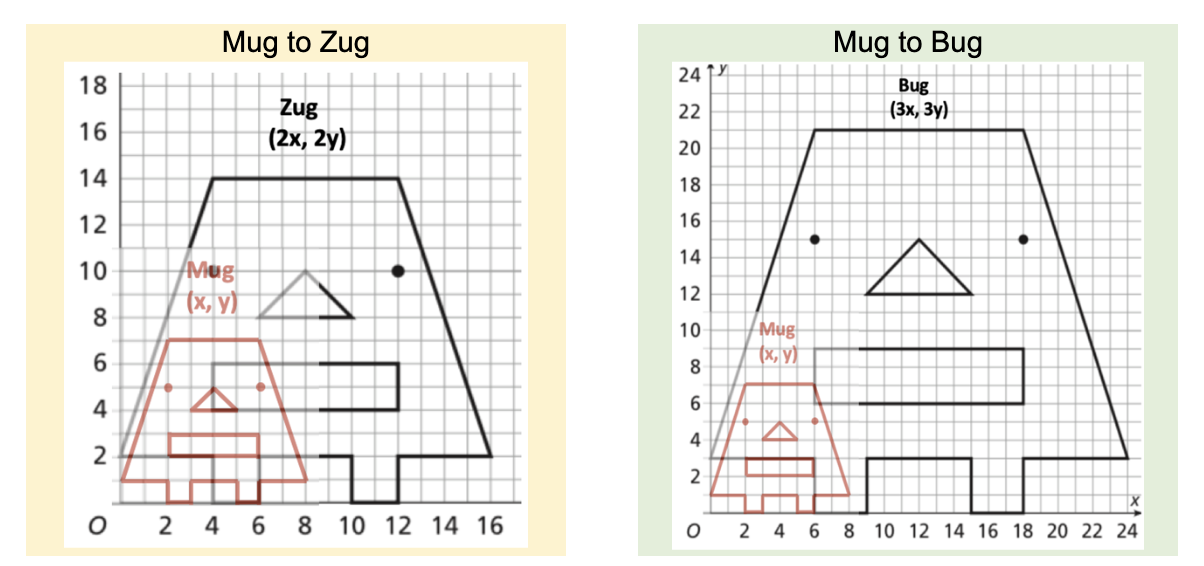 Mug to Zug
Zug
(2x, 2y)
Mug
(x, y)
18
16
14
12
10
8
6
4
2
O 2 4 6 8 10 12 14 16
Mug to Bug
y
Bug
(3x, 3y)
Mug
(x, y)
24
22
20
18
16
14
12
10
8
6
4
2
x
O 2 4 6 8 10 12 14 16 18 20 22 24